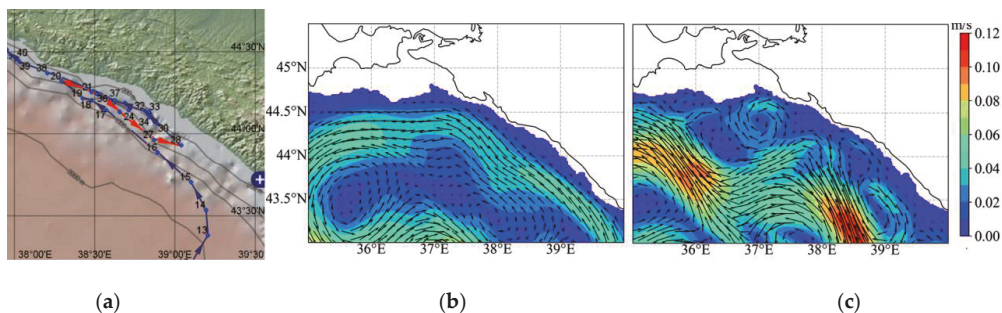 m/s
44°30'N
44°00'N
43°30'N
40
39
38
20
21
19
37
36
18
17
32
33
24
34
30
27
28
16
15
14
13
38°00'E
38°30'E
39°00'E
39°30
45°N
44.5°N
44°N
43.5°N
36°E
37°E
38°E
39°E
36°E
37°E
38°E
39°E
0.12
0.10
0.08
0.06
0.04
0.02
0.00
(a)
(b)
(c)